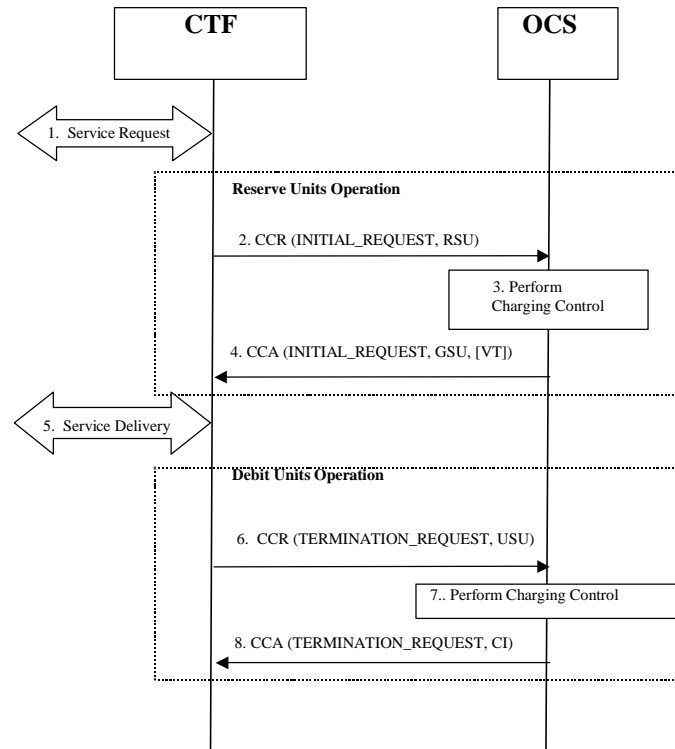 CTF
OCS
1. Service Request
Reserve Units Operation
2. CCR (INITIAL_REQUEST, RSU)
3. Perform
Charging Control
4. CCA (INITIAL_REQUEST, GSU, [VT])
5. Service Delivery
Debit Units Operation
6. CCR (TERMINATION_REQUEST, USU)
7.. Perform Charging Control
8. CCA (TERMINATION_REQUEST, CI)